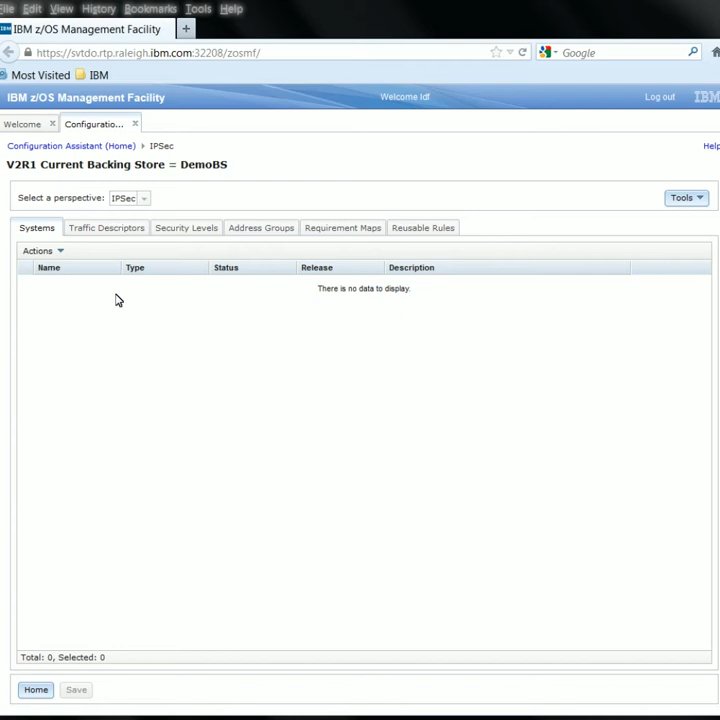 File Edit View History Bookmarks Tools Help
IBM z/OS Management Facility
https://svtdo.rtp.raleigh.ibm.com:32208/zosmf/
Google
Most Visited IBM
IBM z/OS Management Facility Welcome ldf Log out IBM
Welcome Configuratio...
Configuration Assistant (Home) IPSec Help
V2R1 Current Backing Store = DemoBS
Select a perspective: IPSec Tools
Systems Traffic Descriptors Security Levels Address Groups Requirement Maps Reusable Rules
Actions
Name Type Status Release Description
There is no data to display.
Total: 0, Selected: 0
Home Save